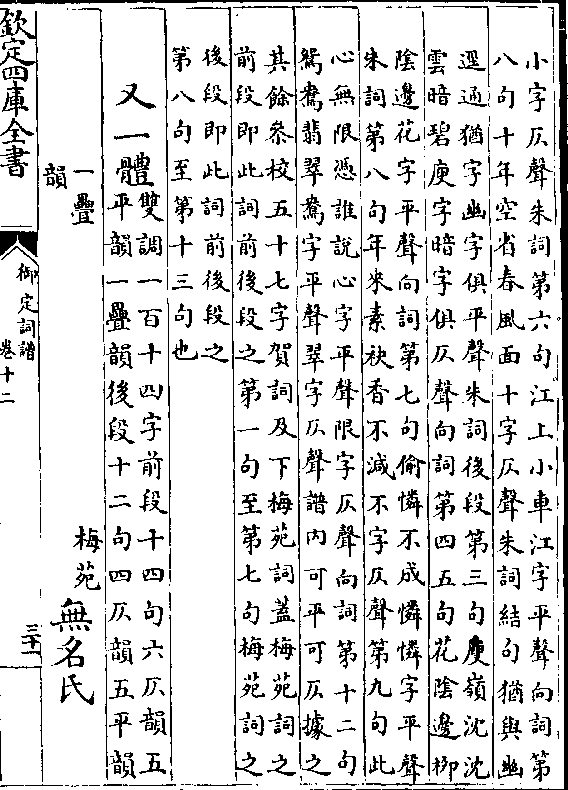 小字仄聲朱詞第六句江上小車江字平聲向詞第
八句十年空省春風面十字仄聲朱詞結句猶與幽
逕通猶字幽字俱平聲朱詞後段第三句庾嶺沈沈
雲暗碧庾字暗字俱仄聲向詞第四五句花陰邊柳
陰邊花字平聲向詞第七句偷憐不成憐憐字平聲
朱詞第八句年來素袂香不減不字仄聲第九句此
心無限憑誰說心字平聲限字仄聲向詞第十二句
鴛鴦翡翠鴦字平聲翠字仄聲譜内可平可仄據之
其餘叅校五十七字賀詞及下梅苑詞蓋梅苑詞之
前段即此詞前後段之第一句至第七句梅苑詞之
後段即此詞前後段之
第八句至第十三句也
又一體雙調一百十四字前段十四句六仄韻五
平韻一疊韻後段十二句四仄韻五平韻
一疊
韻
梅苑無名氏
欽定四庫全書
御定詞譜
卷十二
三十一